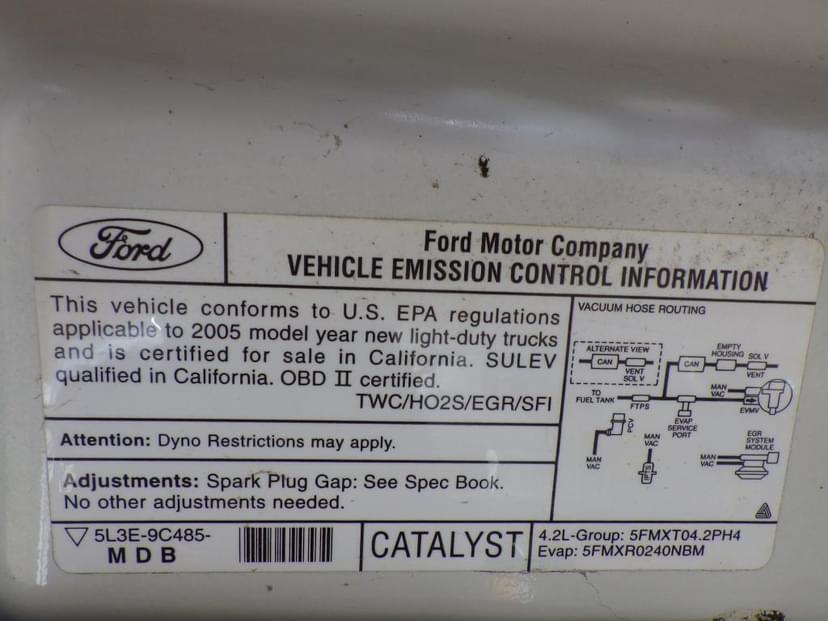 Ford
Ford Motor Company
VEHICLE EMISSION CONTROL INFORMATION
This vehicle conforms to U.S. EPA regulations
applicable to 2005 model year new light-duty trucks
and is certified for sale in California. SULEV
qualified in California. OBD II certified.
TWC/HO2S/EGR/SFI
Attention: Dyno Restrictions may apply.
Adjustments: Spark Plug Gap: See Spec Book.
No other adjustments needed.
VACUUM HOSE ROUTING
ALTERNATE VIEW
CAN
VENT
SOL V
CAN
EMPTY
HOUSING
SOL V
VENT
TO
FUEL TANK
FTPS
MAN
VAC
EVMV
EVAP
SERVICE
PORT
PCV
MAN
VAC
MAN
VAC
EGR
SYSTEM
MODULE
MAN
VAC
5L3E-9C485-
MDB
CATALYST
4.2L-Group: 5FMXT04.2PH4
Evap: 5FMXR0240NBM